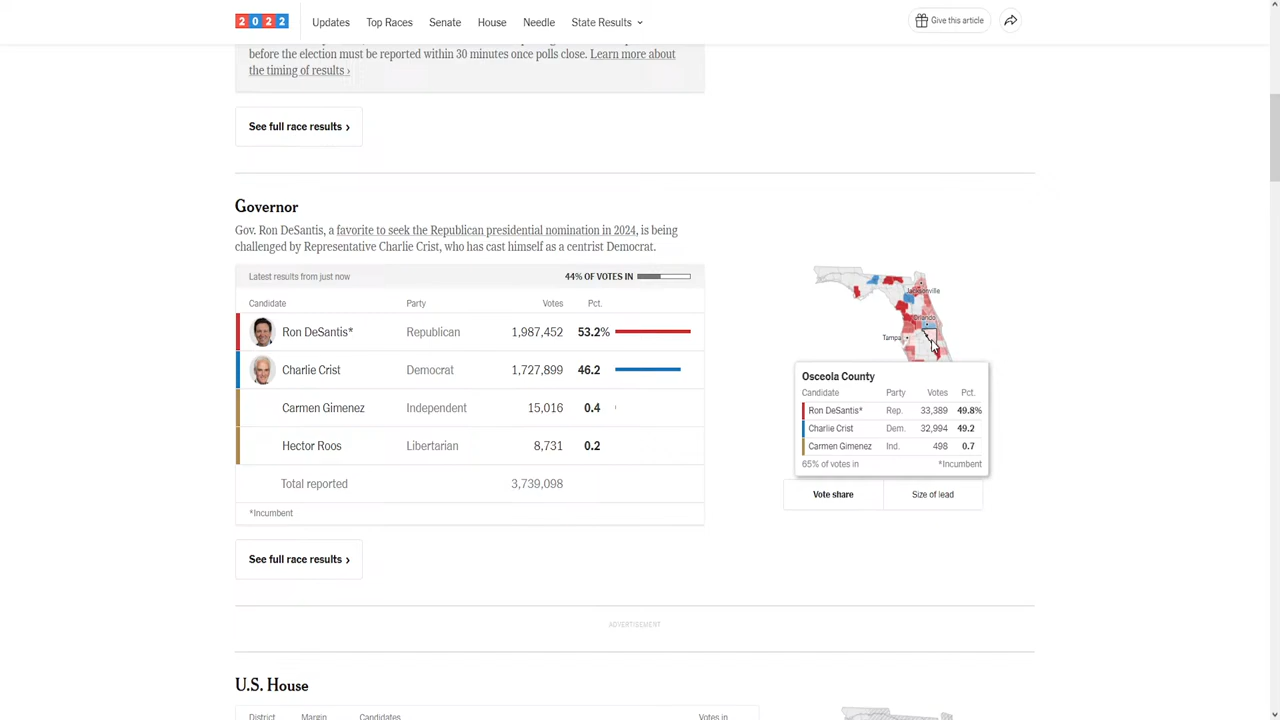 2022
Updates
Top Races
Senate
House
Needle
State Results
Give this article
before the election must be reported within 30 minutes once polls close. Learn more about
the timing of results ›
See full race results ›
Governor
Gov. Ron DeSantis, a favorite to seek the Republican presidential nomination in 2024, is being
challenged by Representative Charlie Crist, who has cast himself as a centrist Democrat.
Latest results from just now 44% OF VOTES IN
Candidate Party Votes Pct.
Ron DeSantis* Republican 1,987,452 53.2%
Charlie Crist Democrat 1,727,899 46.2
Carmen Gimenez Independent 15,016 0.4
Hector Roos Libertarian 8,731 0.2
Total reported 3,739,098
*Incumbent
Jacksonville
Orlando
Tampa
Osceola County
Candidate Party Votes Pct.
Ron DeSantis* Rep. 33,389 49.8%
Charlie Crist Dem. 32,994 49.2
Carmen Gimenez Ind. 498 0.7
65% of votes in *Incumbent
Vote share
Size of lead
See full race results ›
ADVERTISEMENT
U.S. House
District Margin Candidates Votes in